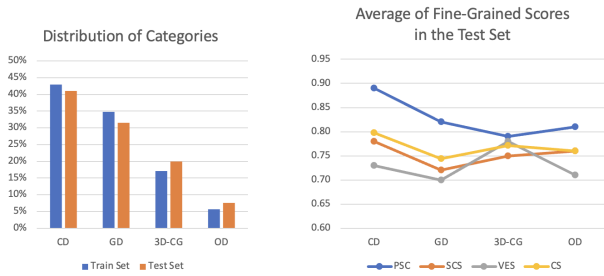 Distribution of Categories
50%
45%
40%
35%
30%
25%
20%
15%
10%
5%
0%
CD GD 3D-CG OD
Train Set Test Set
Average of Fine-Grained Scores
in the Test Set
0.95
0.90
0.85
0.80
0.75
0.70
0.65
0.60
CD GD 3D-CG OD
PSC SCS VES CS